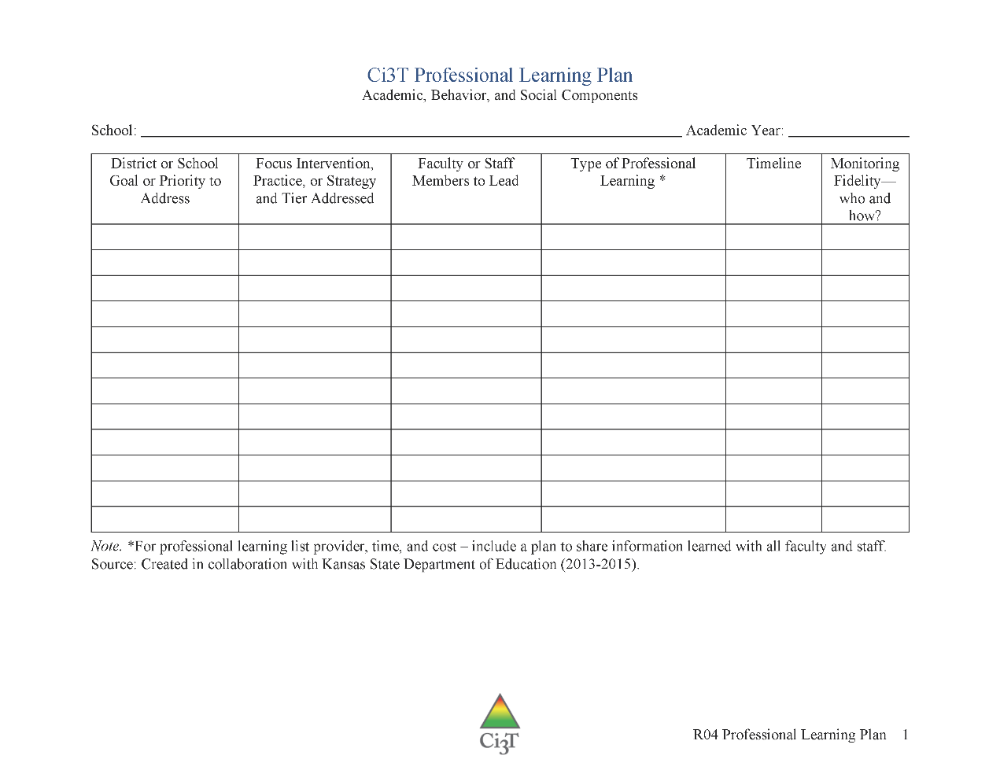 Ci3T Professional Learning Plan
Academic, Behavior, and Social Components
School: ______ Academic Year: ______
District or School
Goal or Priority to
Address
Focus Intervention,
Practice, or Strategy
and Tier Addressed
Faculty or Staff
Members to Lead
Type of Professional
Learning *
Timeline
Monitoring
Fidelity—
who and
how?
Note. *For professional learning list provider, time, and cost – include a plan to share information learned with all faculty and staff.
Source: Created in collaboration with Kansas State Department of Education (2013-2015).
Ci3T
R04 Professional Learning Plan 1